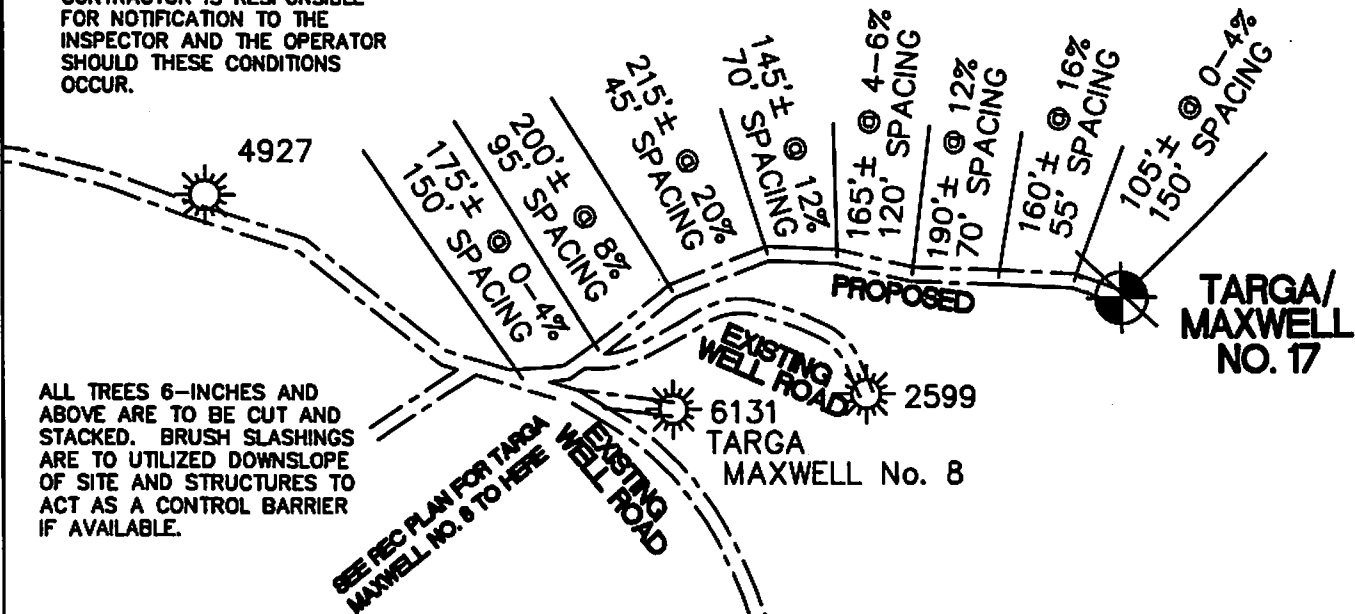 CONTRACTOR IS RESPONSIBLE
FOR NOTIFICATION TO THE
INSPECTOR AND THE OPERATOR
SHOULD THESE CONDITIONS
OCCUR.
4927
175'± @ 0-4%
150' SPACING
200'± @ 8%
95' SPACING
215'± @ 20%
45' SPACING
145'± @ 12%
70' SPACING
165'± @ 4-6%
120' SPACING
190'± @ 12%
70' SPACING
160'± @ 16%
55' SPACING
105'± @ 0-4%
150' SPACING
PROPOSED
TARGA/
MAXWELL
NO. 17
EXISTING
WELL ROAD
2599
6131
TARGA
MAXWELL No. 8
EXISTING
WELL ROAD
SEE REC PLAN FOR TARGA
MAXWELL NO. 8 TO HERE
ALL TREES 6-INCHES AND
ABOVE ARE TO BE CUT AND
STACKED. BRUSH SLASHINGS
ARE TO UTILIZED DOWNSLOPE
OF SITE AND STRUCTURES TO
ACT AS A CONTROL BARRIER
IF AVAILABLE.